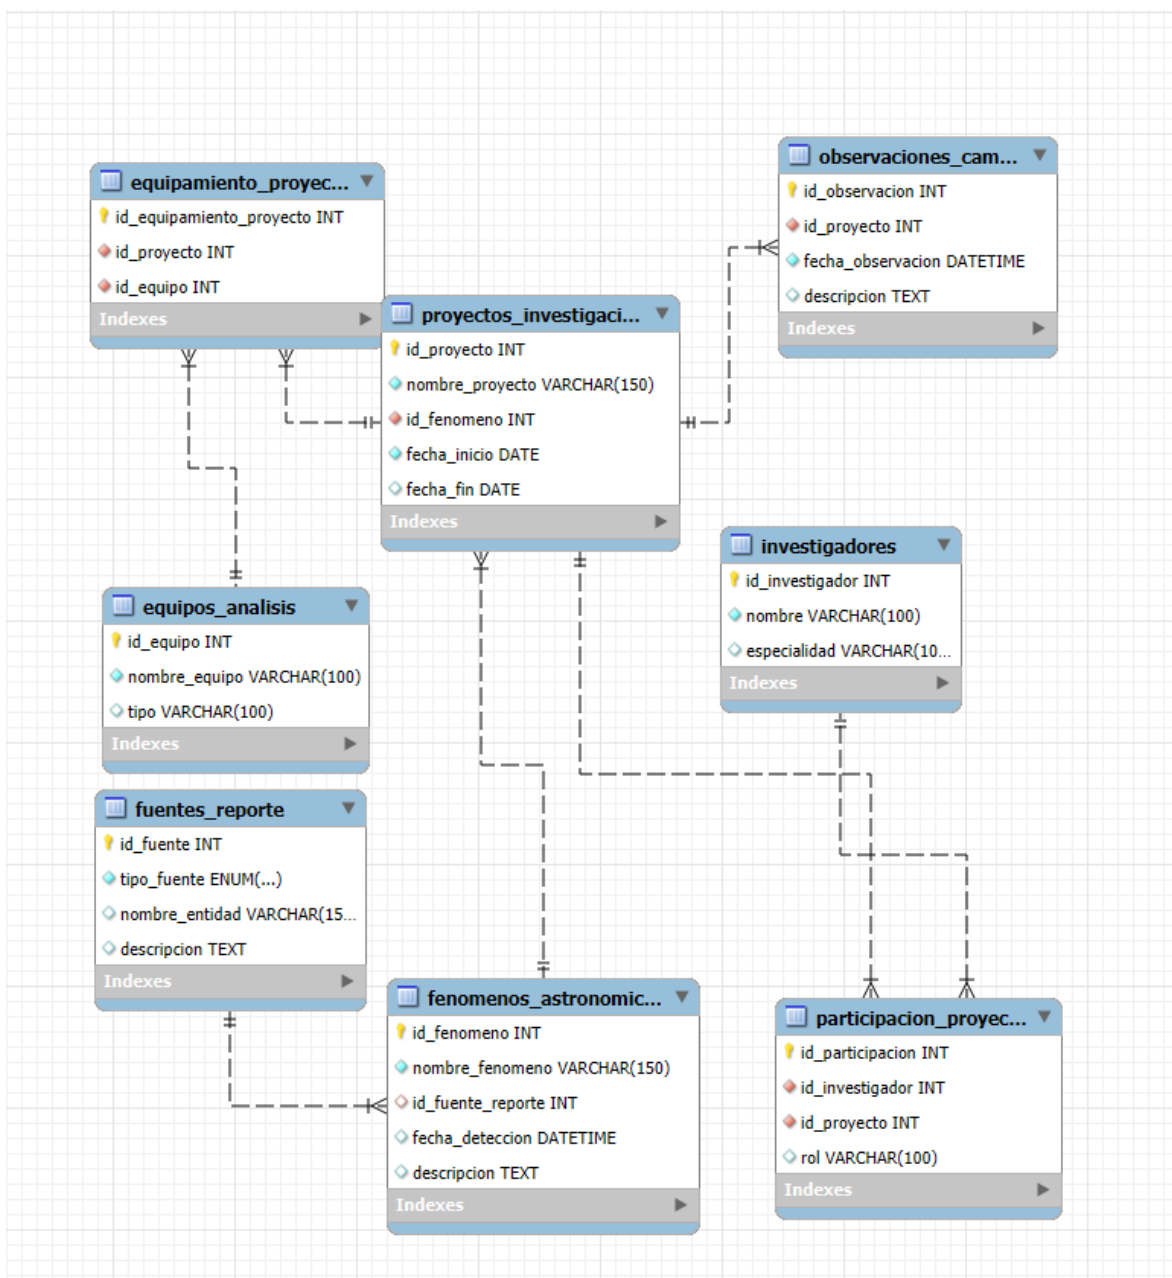 equipamiento_proyec...
id_equipamiento_proyecto INT
id_proyecto INT
id_equipo INT
Indexes
observaciones_cam...
id_observacion INT
id_proyecto INT
fecha_observacion DATETIME
descripcion TEXT
Indexes
proyectos_investigaci...
id_proyecto INT
nombre_proyecto VARCHAR(150)
id_fenomeno INT
fecha_inicio DATE
fecha_fin DATE
Indexes
investigadores
id_investigador INT
nombre VARCHAR(100)
especialidad VARCHAR(10...
Indexes
equipos_analisis
id_equipo INT
nombre_equipo VARCHAR(100)
tipo VARCHAR(100)
Indexes
fuentes_reporte
id_fuente INT
tipo_fuente ENUM(...)
nombre_entidad VARCHAR(15...
descripcion TEXT
Indexes
fenomenos_astronomic...
id_fenomeno INT
nombre_fenomeno VARCHAR(150)
id_fuente_reporte INT
fecha_deteccion DATETIME
descripcion TEXT
Indexes
participacion_proyec...
id_participacion INT
id_investigador INT
id_proyecto INT
rol VARCHAR(100)
Indexes